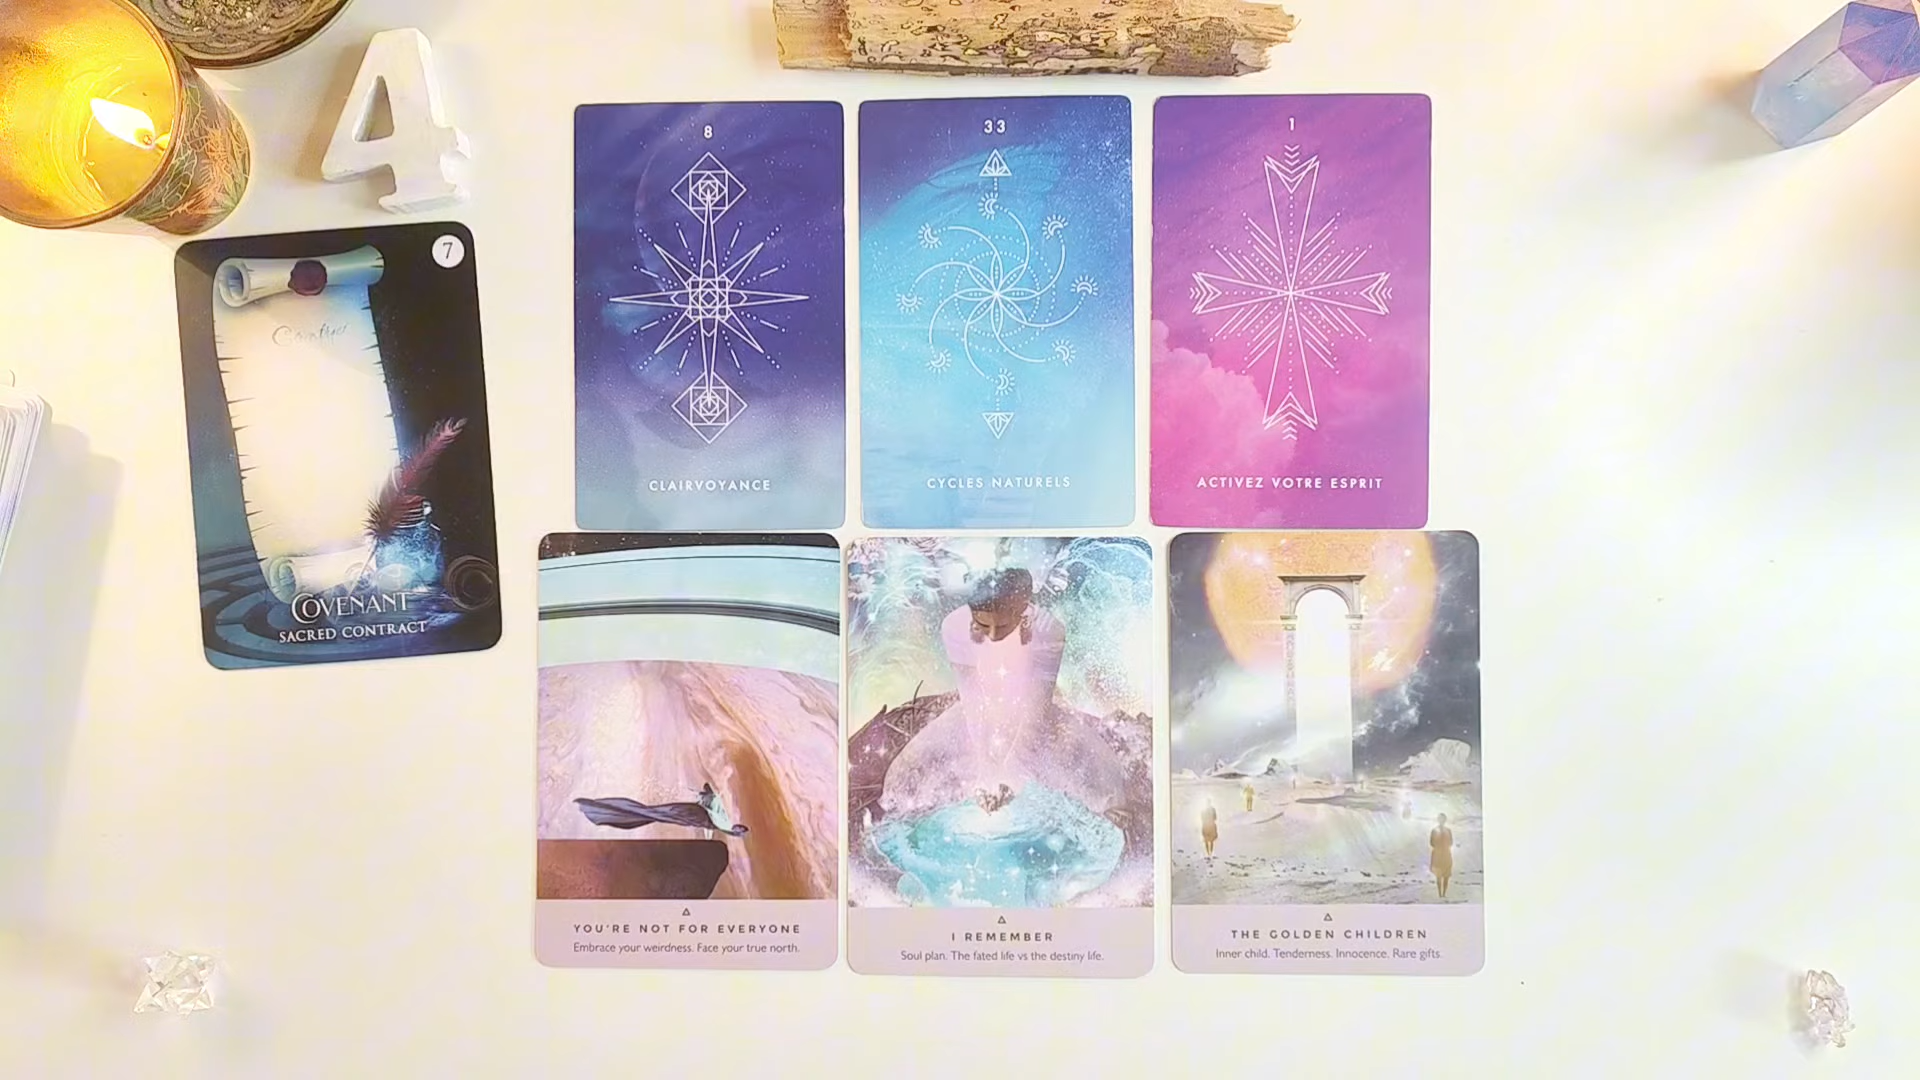 4
7
Contract
COVENANT
SACRED CONTRACT
8
CLAIRVOYANCE
33
CYCLES NATURELS
1
ACTIVEZ VOTRE ESPRIT
YOU'RE NOT FOR EVERYONE
Embrace your weirdness. Face your true north.
I REMEMBER
Soul plan. The fated life vs the destiny life.
THE GOLDEN CHILDREN
Inner child. Tenderness. Innocence. Rare gifts.